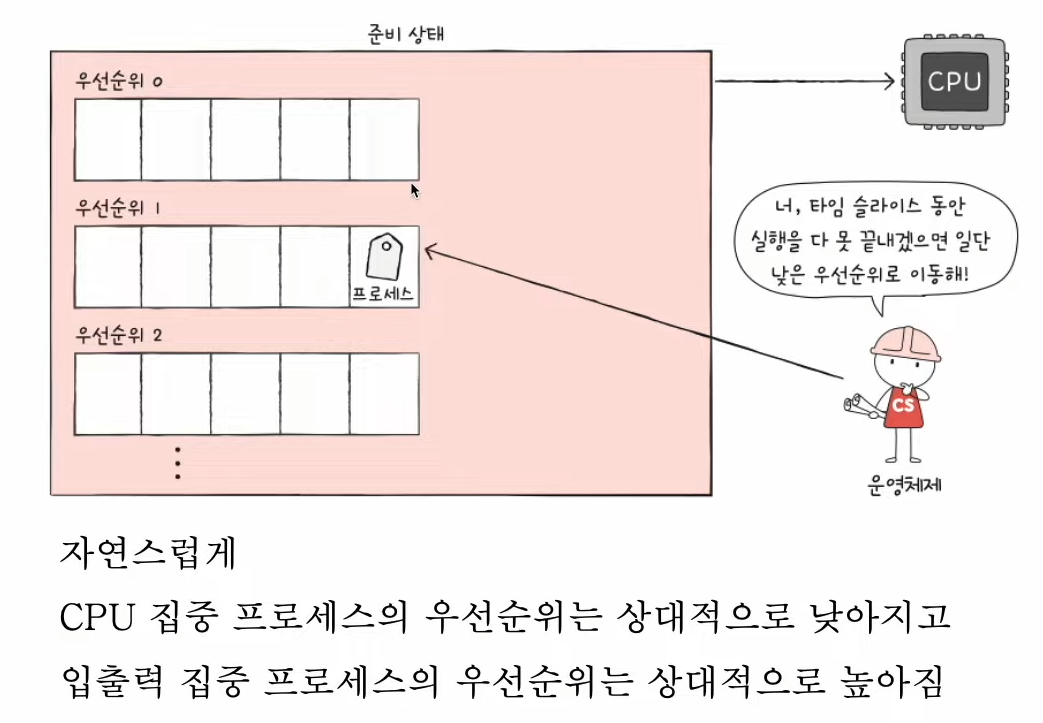 준비 상태
우선순위 0
CPU
우선순위 1
너, 타임 슬라이스 동안
실행을 다 못 끝내겠으면 일단
낮은 우선순위로 이동해!
프로세스
우선순위 2
CS
운영체제
자연스럽게
CPU 집중 프로세스의 우선순위는 상대적으로 낮아지고
입출력 집중 프로세스의 우선순위는 상대적으로 높아짐